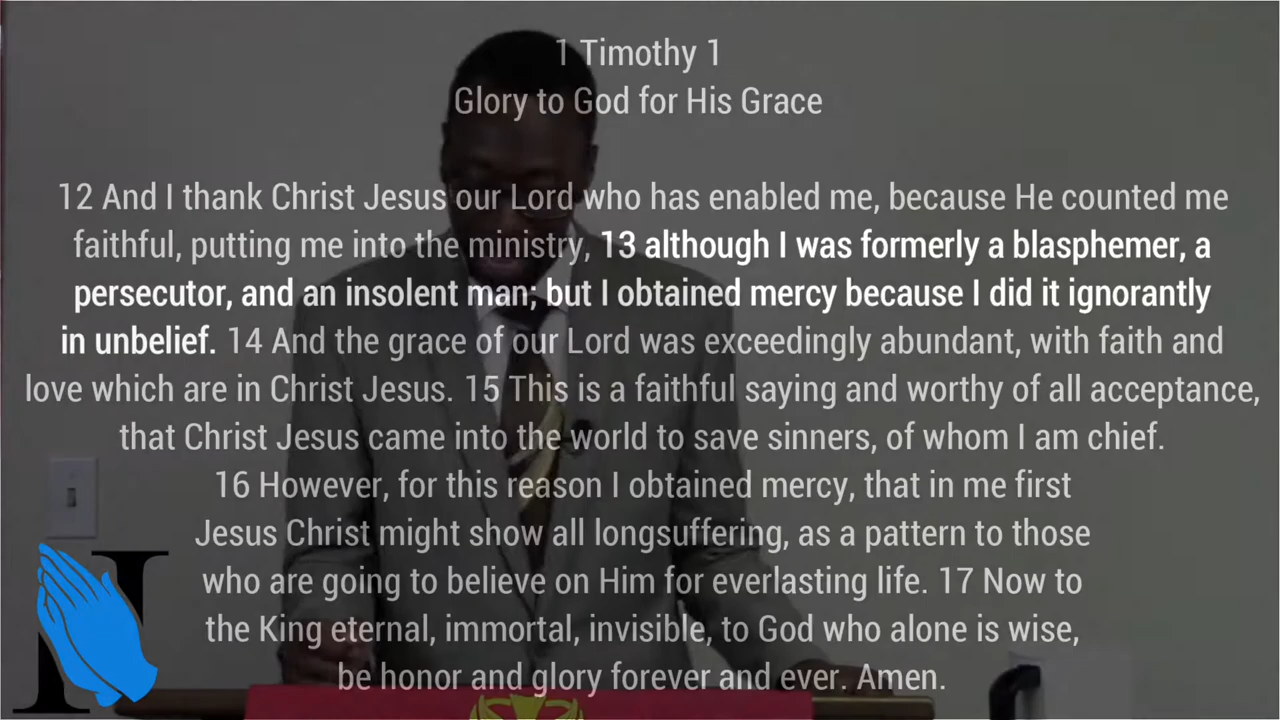 1 Timothy 1
Glory to God for His Grace
12 And I thank Christ Jesus our Lord who has enabled me, because He counted me
faithful, putting me into the ministry, 13 although I was formerly a blasphemer, a
persecutor, and an insolent man; but I obtained mercy because I did it ignorantly
in unbelief. 14 And the grace of our Lord was exceedingly abundant, with faith and
love which are in Christ Jesus. 15 This is a faithful saying and worthy of all acceptance,
that Christ Jesus came into the world to save sinners, of whom I am chief.
16 However, for this reason I obtained mercy, that in me first
Jesus Christ might show all longsuffering, as a pattern to those
who are going to believe on Him for everlasting life. 17 Now to
the King eternal, immortal, invisible, to God who alone is wise,
be honor and glory forever and ever. Amen.
N